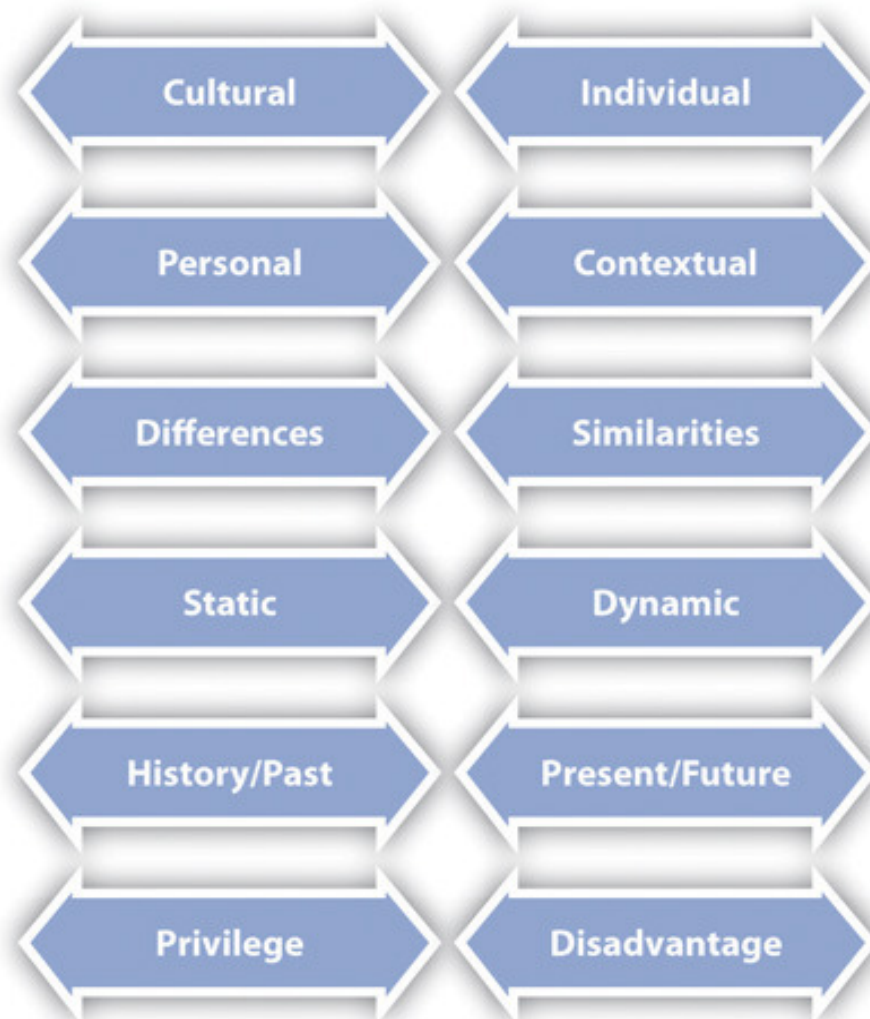 Cultural Individual
Personal Contextual
Differences Similarities
Static Dynamic
History/Past Present/Future
Privilege Disadvantage